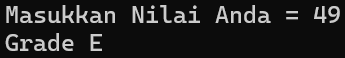 Masukkan Nilai Anda = 49
Grade E